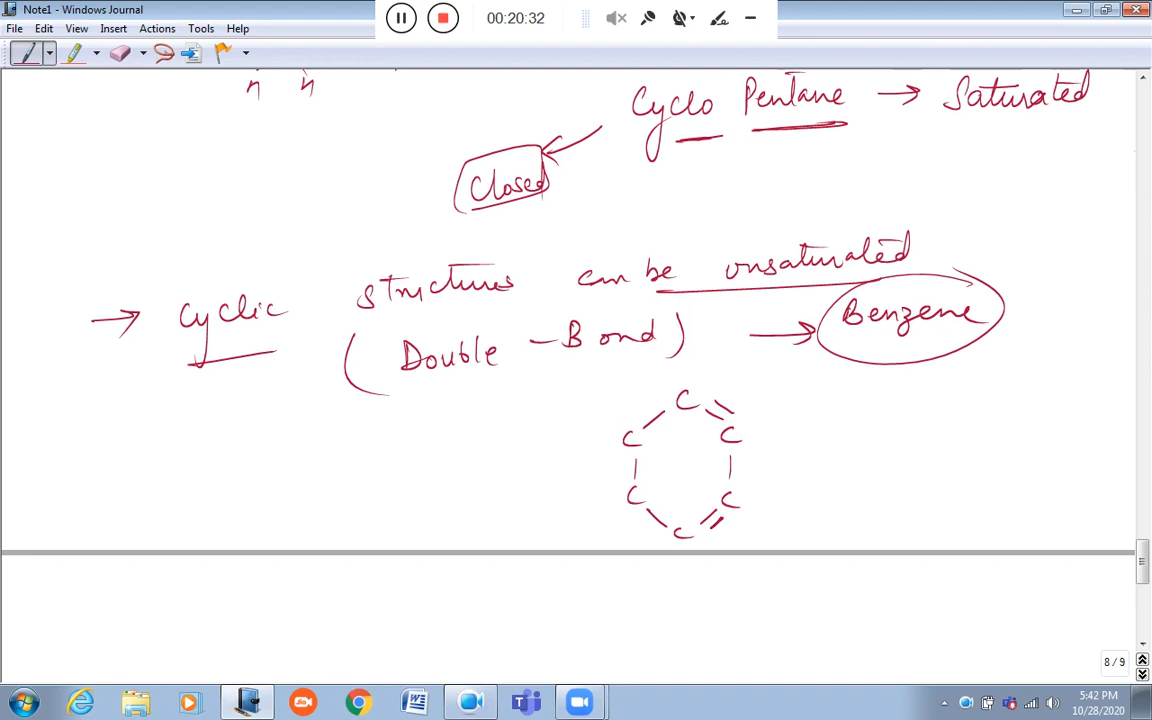 Note1 - Windows Journal
00:20:32
File Edit View Insert Actions Tools Help
Cyclo Pentane → Saturated
Closed
→ Cyclic structures can be unsaturated
(Double - Bond) → Benzene
C
C C
C C
C
8 / 9
5:42 PM
10/28/2020